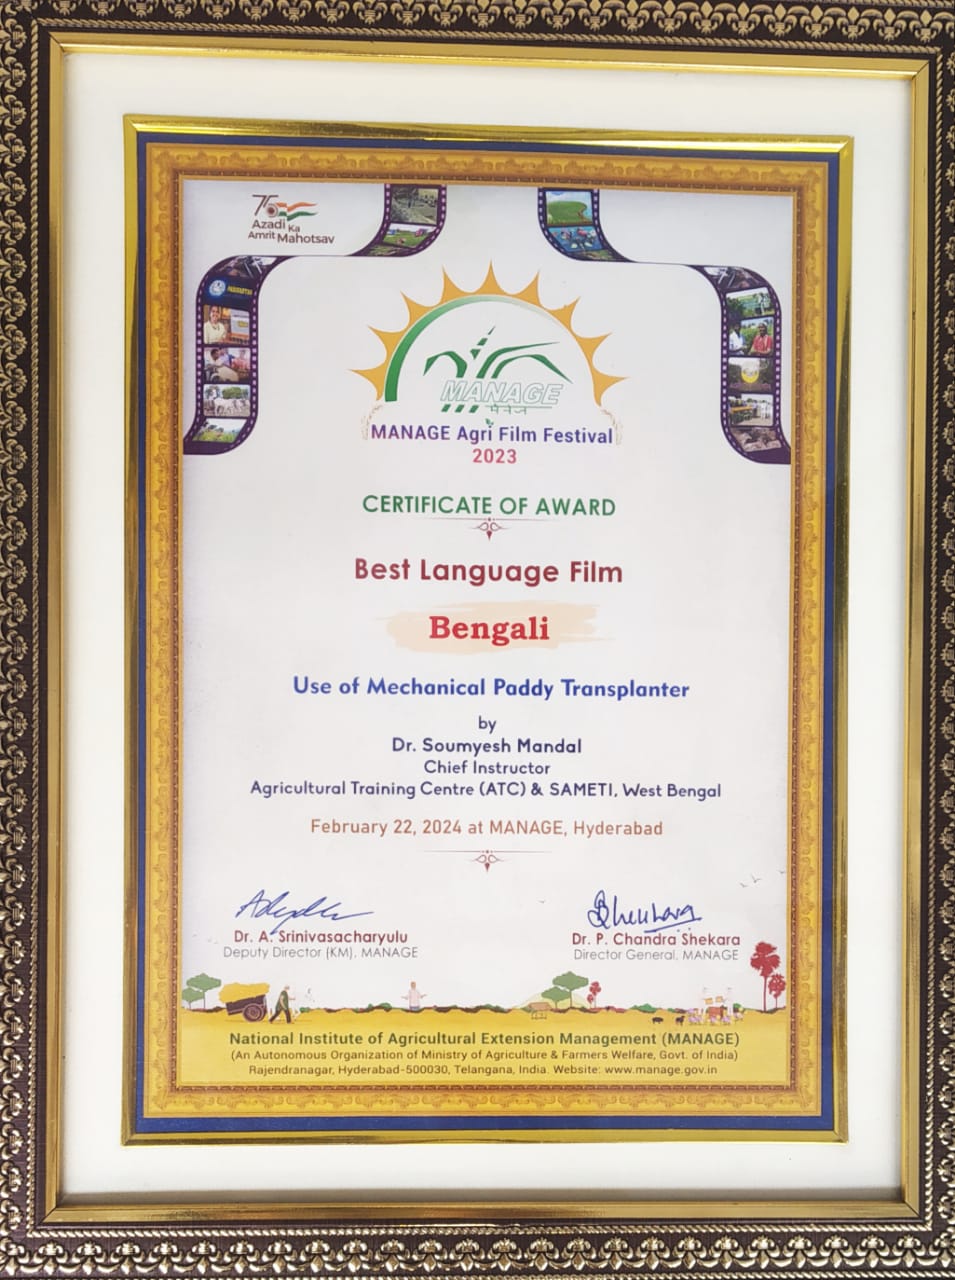 75
Azadi Ka
Amrit Mahotsav
MANAGE
मैनेज
MANAGE Agri Film Festival
2023
CERTIFICATE OF AWARD
Best Language Film
Bengali
Use of Mechanical Paddy Transplanter
by
Dr. Soumyesh Mandal
Chief Instructor
Agricultural Training Centre (ATC) & SAMETI, West Bengal
February 22, 2024 at MANAGE, Hyderabad
Dr. A. Srinivasacharyulu
Deputy Director (KM), MANAGE
Dr. P. Chandra Shekara
Director General, MANAGE
National Institute of Agricultural Extension Management (MANAGE)
(An Autonomous Organization of Ministry of Agriculture & Farmers Welfare, Govt. of India)
Rajendranagar, Hyderabad-500030, Telangana, India. Website: www.manage.gov.in